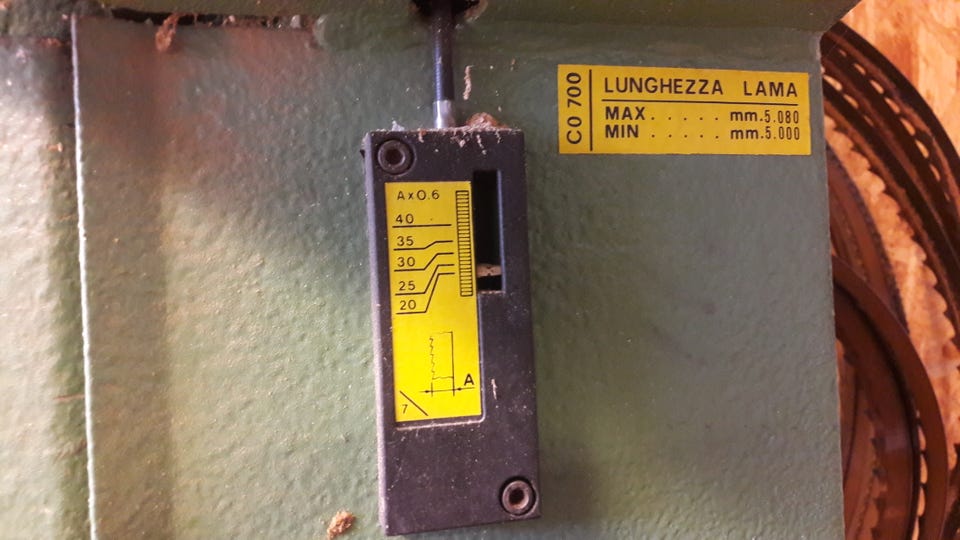 CO 700
LUNGHEZZA LAMA
MAX . . . . . mm.5.080
MIN . . . . . mm.5.000
A x 0.6
40
35
30
25
20
A
7